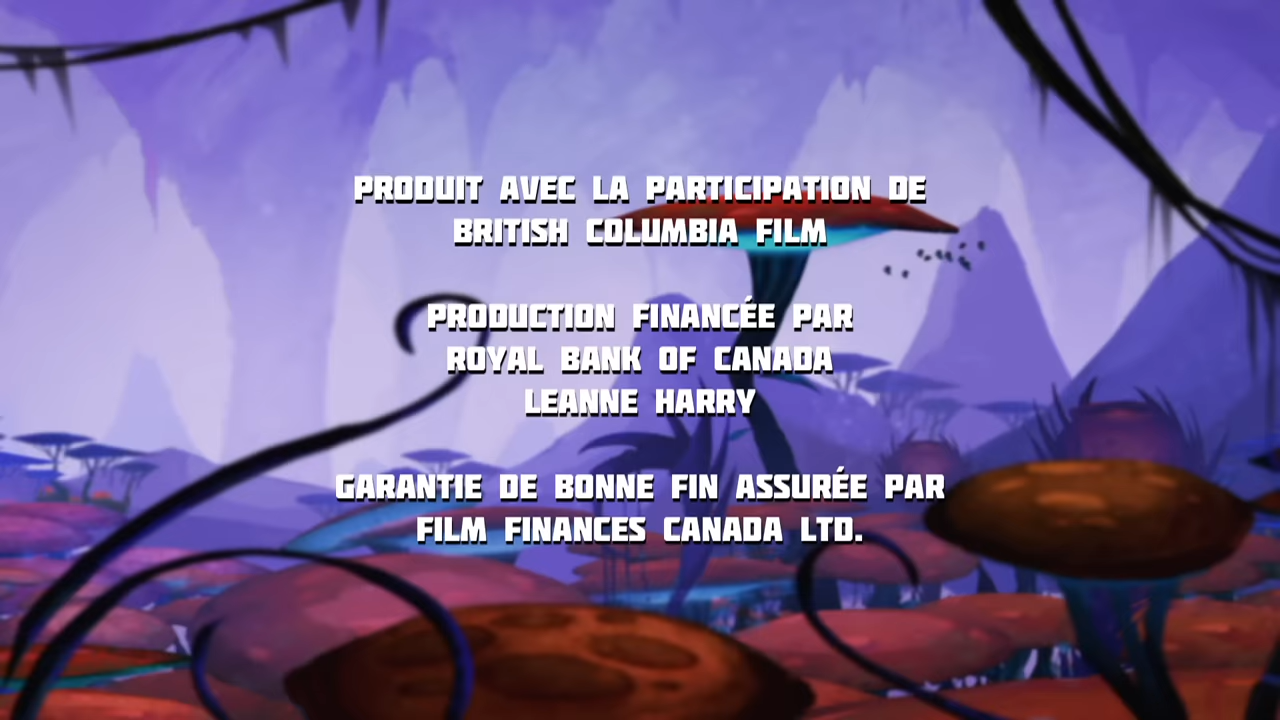 PRODUIT AVEC LA PARTICIPATION DE
BRITISH COLUMBIA FILM
PRODUCTION FINANCÉE PAR
ROYAL BANK OF CANADA
LEANNE HARRY
GARANTIE DE BONNE FIN ASSURÉE PAR
FILM FINANCES CANADA LTD.